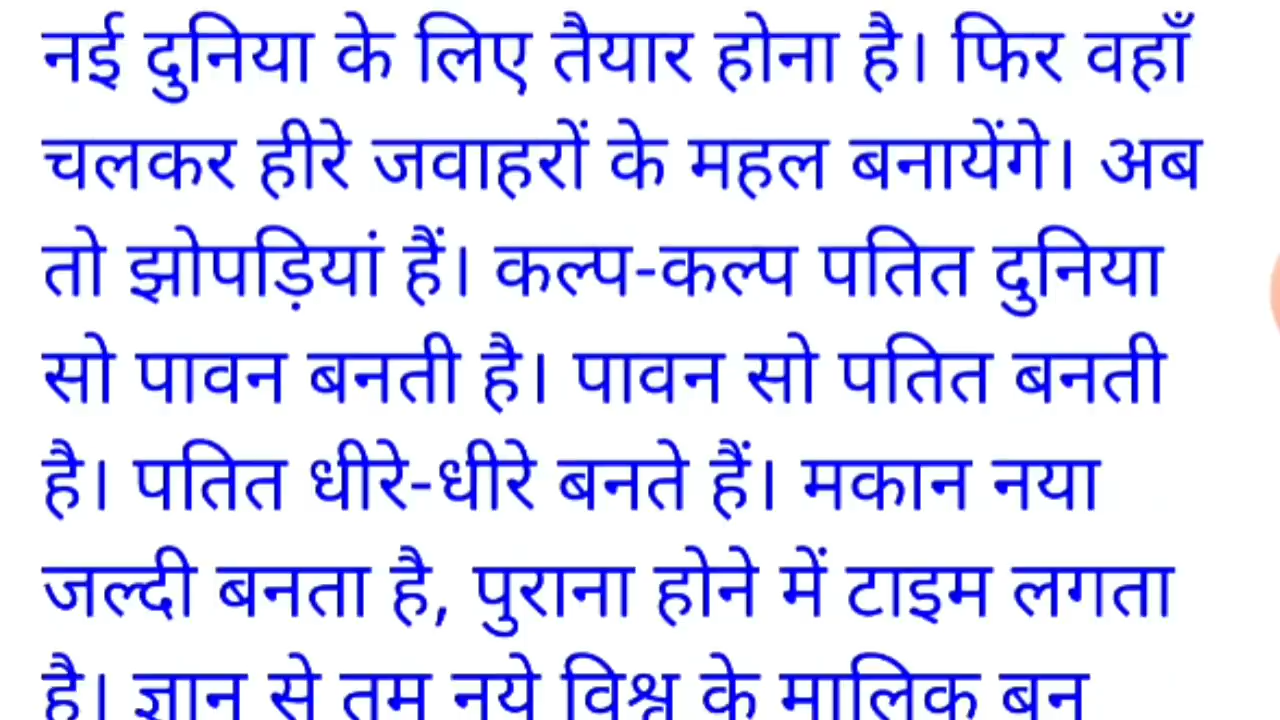 नई दुनिया के लिए तैयार होना है। फिर वहाँ
चलकर हीरे जवाहरों के महल बनायेंगे। अब
तो झोपड़ियां हैं। कल्प-कल्प पतित दुनिया
सो पावन बनती है। पावन सो पतित बनती
है। पतित धीरे-धीरे बनते हैं। मकान नया
जल्दी बनता है, पुराना होने में टाइम लगता
है। ज्ञान से तुम नये विश्व के मालिक बन